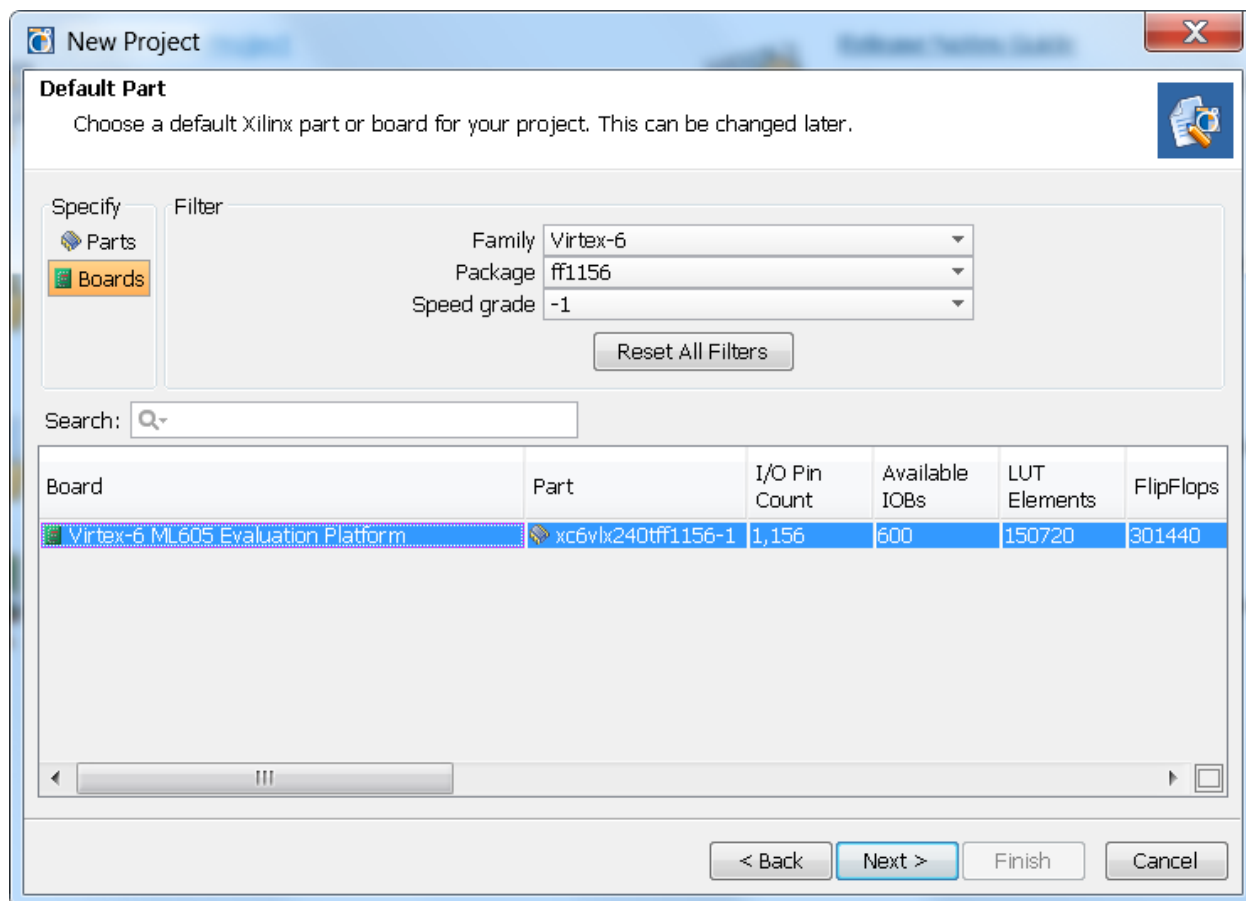 New Project
Default Part
Choose a default Xilinx part or board for your project. This can be changed later.
Specify
Filter
Parts
Boards
Family Virtex-6
Package ff1156
Speed grade -1
Reset All Filters
Search:
Board Part I/O Pin Count Available IOBs LUT Elements FlipFlops
Virtex-6 ML605 Evaluation Platform xc6vlx240tff1156-1 1,156 600 150720 301440
< Back Next > Finish Cancel